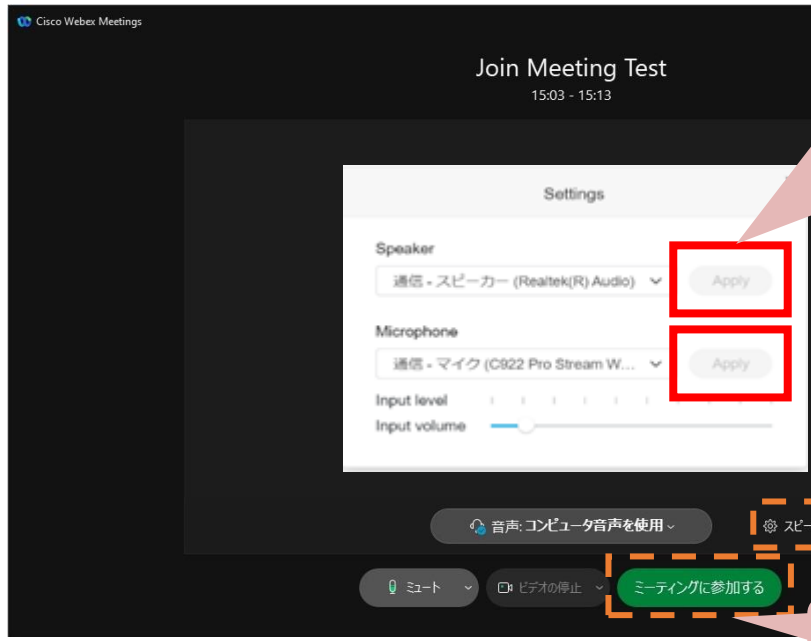 Cisco Webex Meetings
Join Meeting Test
15:03 - 15:13
Settings
Speaker
通信 - スピーカー (Realtek(R) Audio)
Apply
Microphone
通信 - マイク (C922 Pro Stream W...
Apply
Input level
Input volume
音声: コンピュータ音声を使用
スピー
ミュート
ビデオの停止
ミーティングに参加する